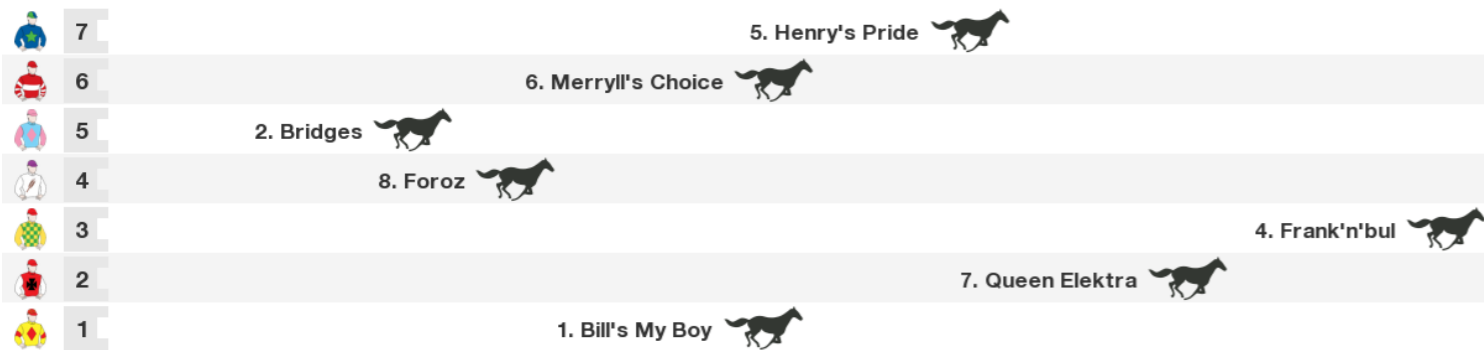 7 5. Henry's Pride
6 6. Merryll's Choice
5 2. Bridges
4 8. Foroz
3 4. Frank'n'bul
2 7. Queen Elektra
1 1. Bill's My Boy